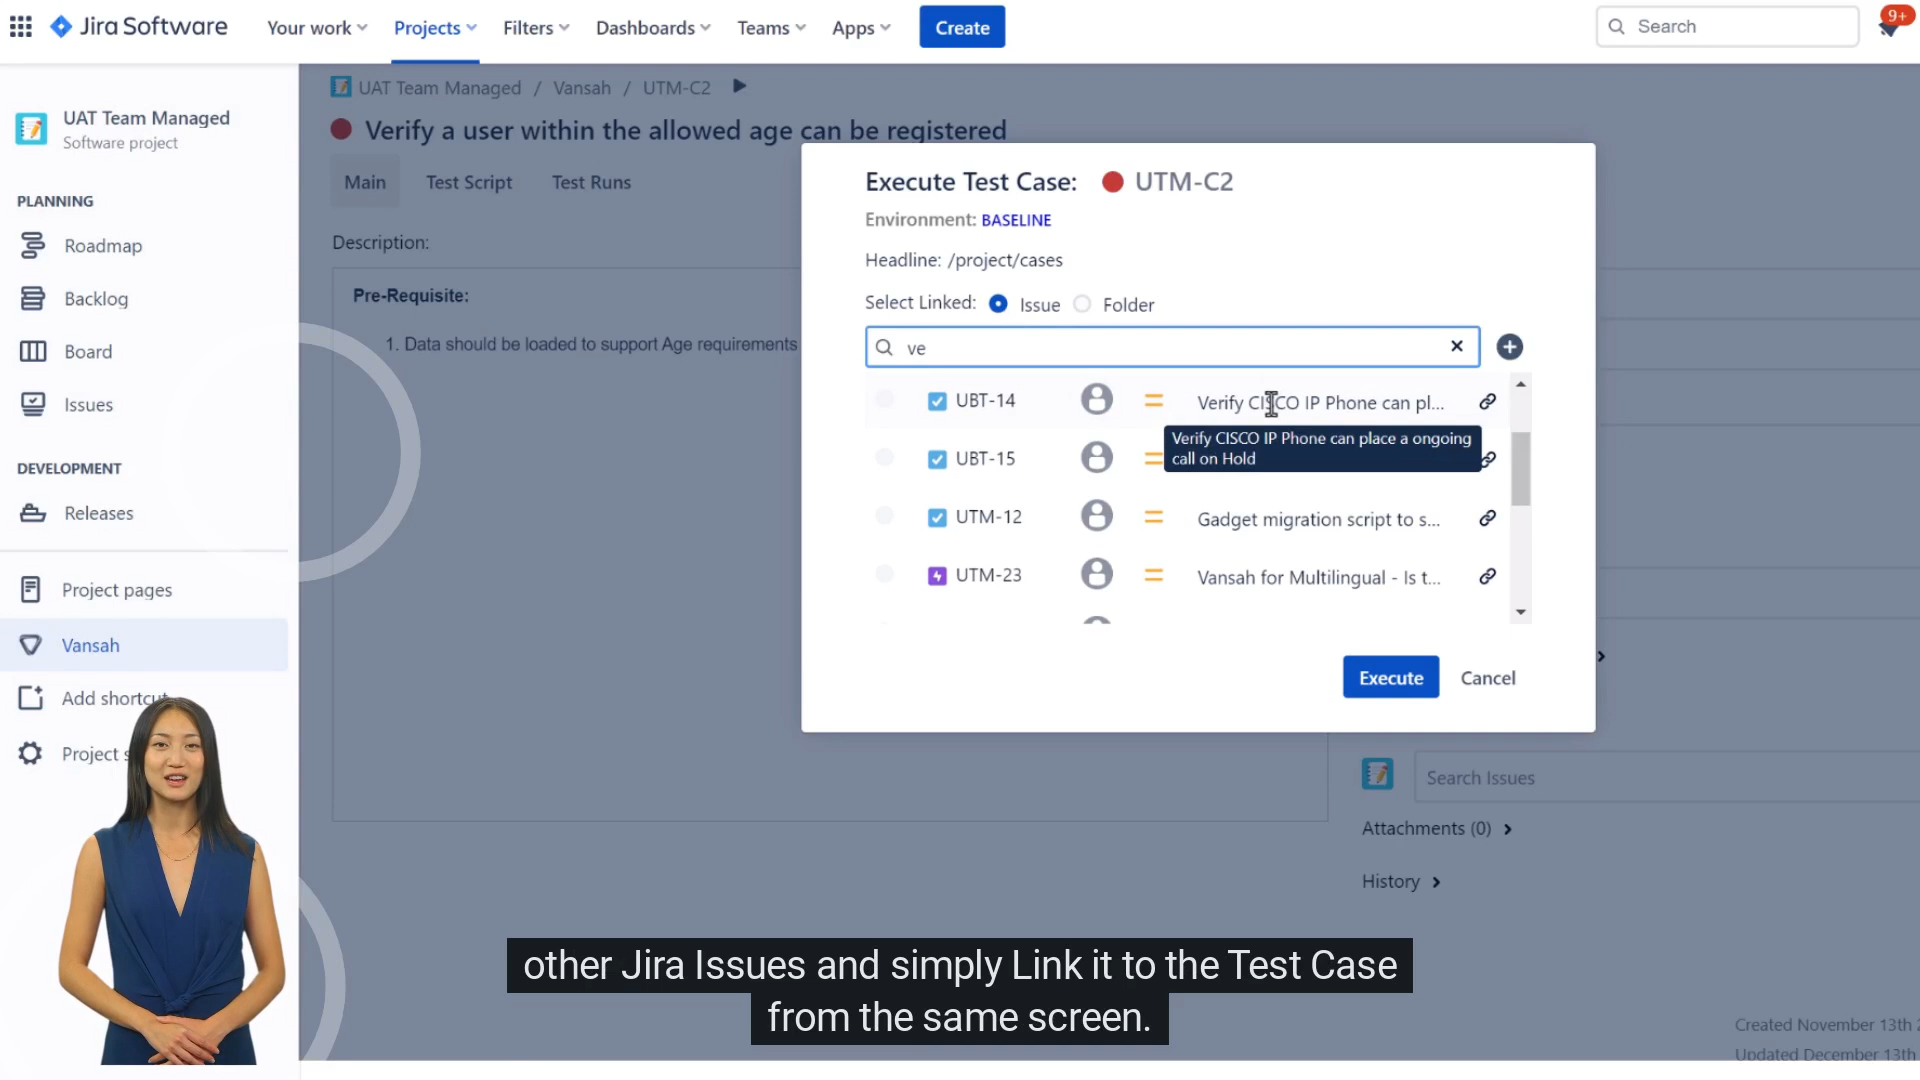 Jira Software
Your work
Projects
Filters
Dashboards
Teams
Apps
Create
Search
9+
UAT Team Managed
Software project
PLANNING
Roadmap
Backlog
Board
Issues
DEVELOPMENT
Releases
Project pages
Vansah
Add shortcut
Project s
UAT Team Managed / Vansah / UTM-C2
Verify a user within the allowed age can be registered
Main
Test Script
Test Runs
Description:
Pre-Requisite:
1. Data should be loaded to support Age requirements
Execute Test Case: UTM-C2
Environment: BASELINE
Headline: /project/cases
Select Linked: Issue Folder
ve
UBT-14
Verify CISCO IP Phone can pl...
Verify CISCO IP Phone can place a ongoing
call on Hold
UBT-15
UTM-12
Gadget migration script to s...
UTM-23
Vansah for Multilingual - Is t...
Execute
Cancel
Search Issues
Attachments (0)
History
other Jira Issues and simply Link it to the Test Case
from the same screen.
Created November 13th
Updated December 13th